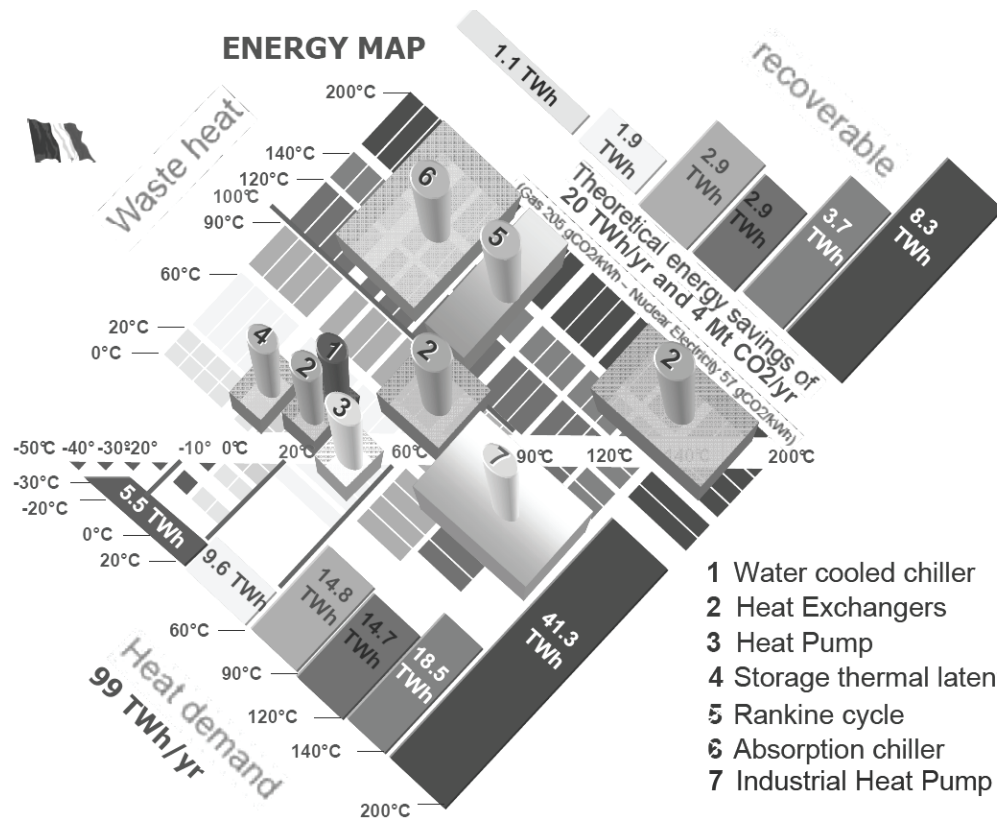 ENERGY MAP
Waste heat
recoverable
200°C
140°C
120°C
100°C
90°C
60°C
20°C
0°C
1.1 TWh
1.9
TWh
2.9
TWh
2.9
TWh
3.7
TWh
8.3
TWh
Theoretical energy savings of
20 TWh/yr and 4 Mt CO2/yr
(Gas 205 gCO2/kWh – Nuclear Electricity 57 gCO2/kWh)
6
5
4
2
1
3
2
2
7
-50°C -40° -30° -20° -10° 0°C 20°C 60°C 90°C 120°C 140°C 200°C
-30°C
-20°C
0°C
20°C
60°C
90°C
120°C
140°C
200°C
5.5 TWh
9.6 TWh
14.8
TWh
14.7
TWh
18.5
TWh
41.3
TWh
Heat demand
99 TWh/yr
1 Water cooled chiller
2 Heat Exchangers
3 Heat Pump
4 Storage thermal laten
5 Rankine cycle
6 Absorption chiller
7 Industrial Heat Pump